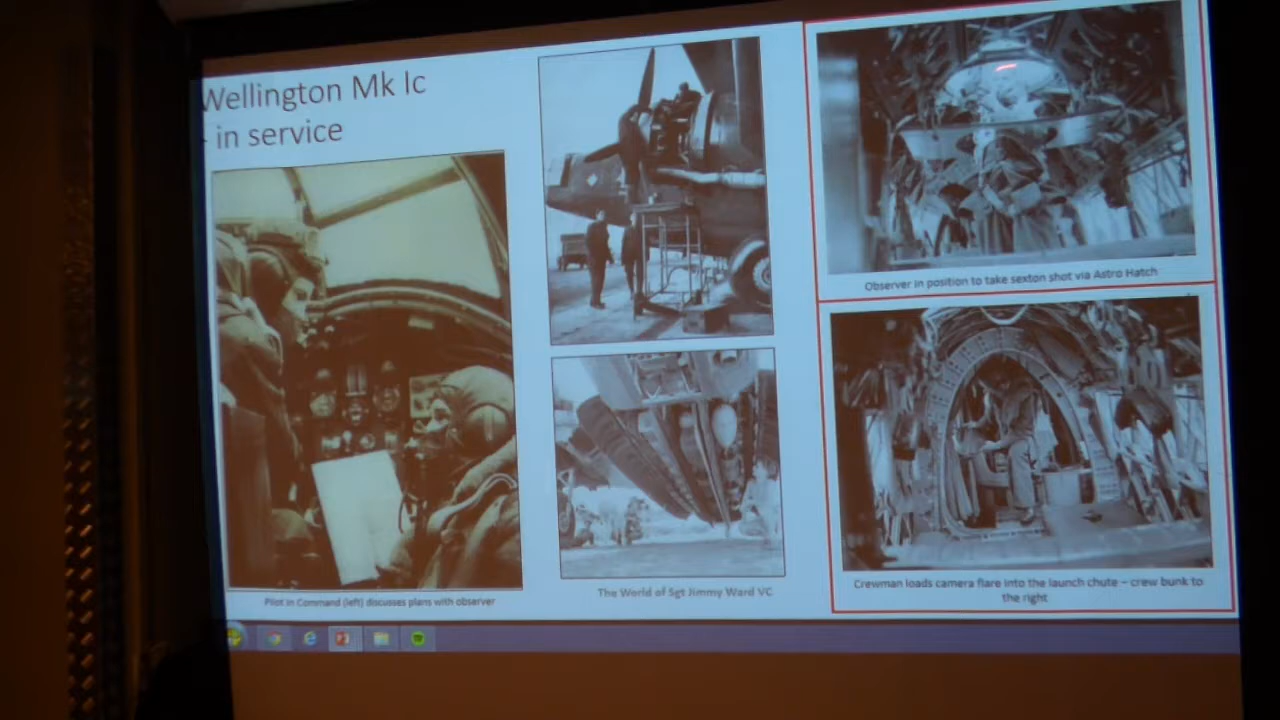 Wellington Mk Ic
- in service
Pilot in Command (left) discusses plans with observer
The World of Sgt Jimmy Ward VC
Observer in position to take sexton shot via Astro Hatch
Crewman loads camera flare into the launch chute – crew bunk to
the right